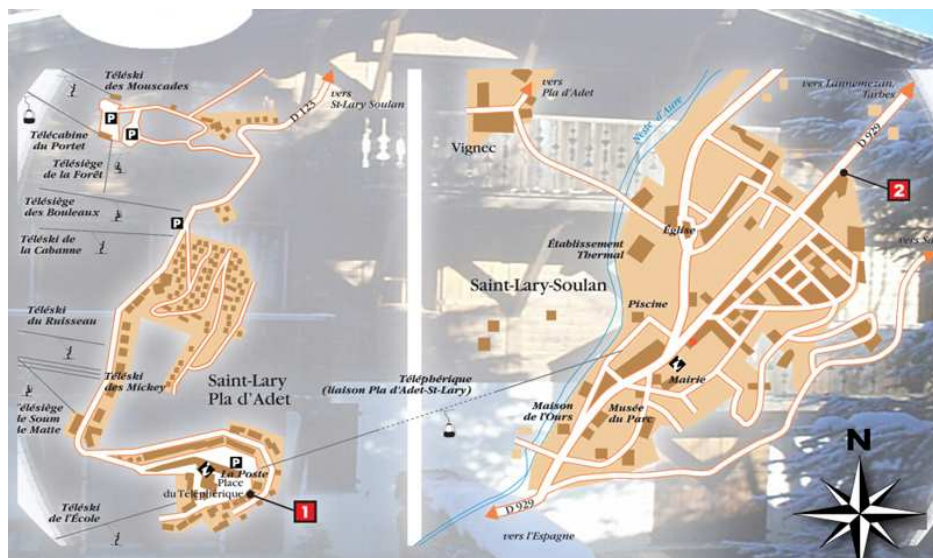 Téléski
des Mouscades
P
P
Télécabine
du Portet
Télésiège
de la Forêt
Télésiège
des Bouleaux
P
Téléski de
la Cabanne
Téléski
du Ruisseau
Téléski
des Mickey
Télésiège
de Soum
de Matte
Téléski
de l'École
vers
St-Lary Soulan
D 123
Saint-Lary
Pla d'Adet
P
i
La Poste
Place
du Téléphérique
1
Téléphérique
(liaison Pla d'Adet-St-Lary)
vers
Pla d'Adet
Vignec
Neste d'Aure
vers Lannemezan,
Tarbes
D 929
2
Église
Établissement
Thermal
Saint-Lary-Soulan
Piscine
i
Mairie
Maison
de l'Ours
Musée
du Parc
D 929
vers l'Espagne
N